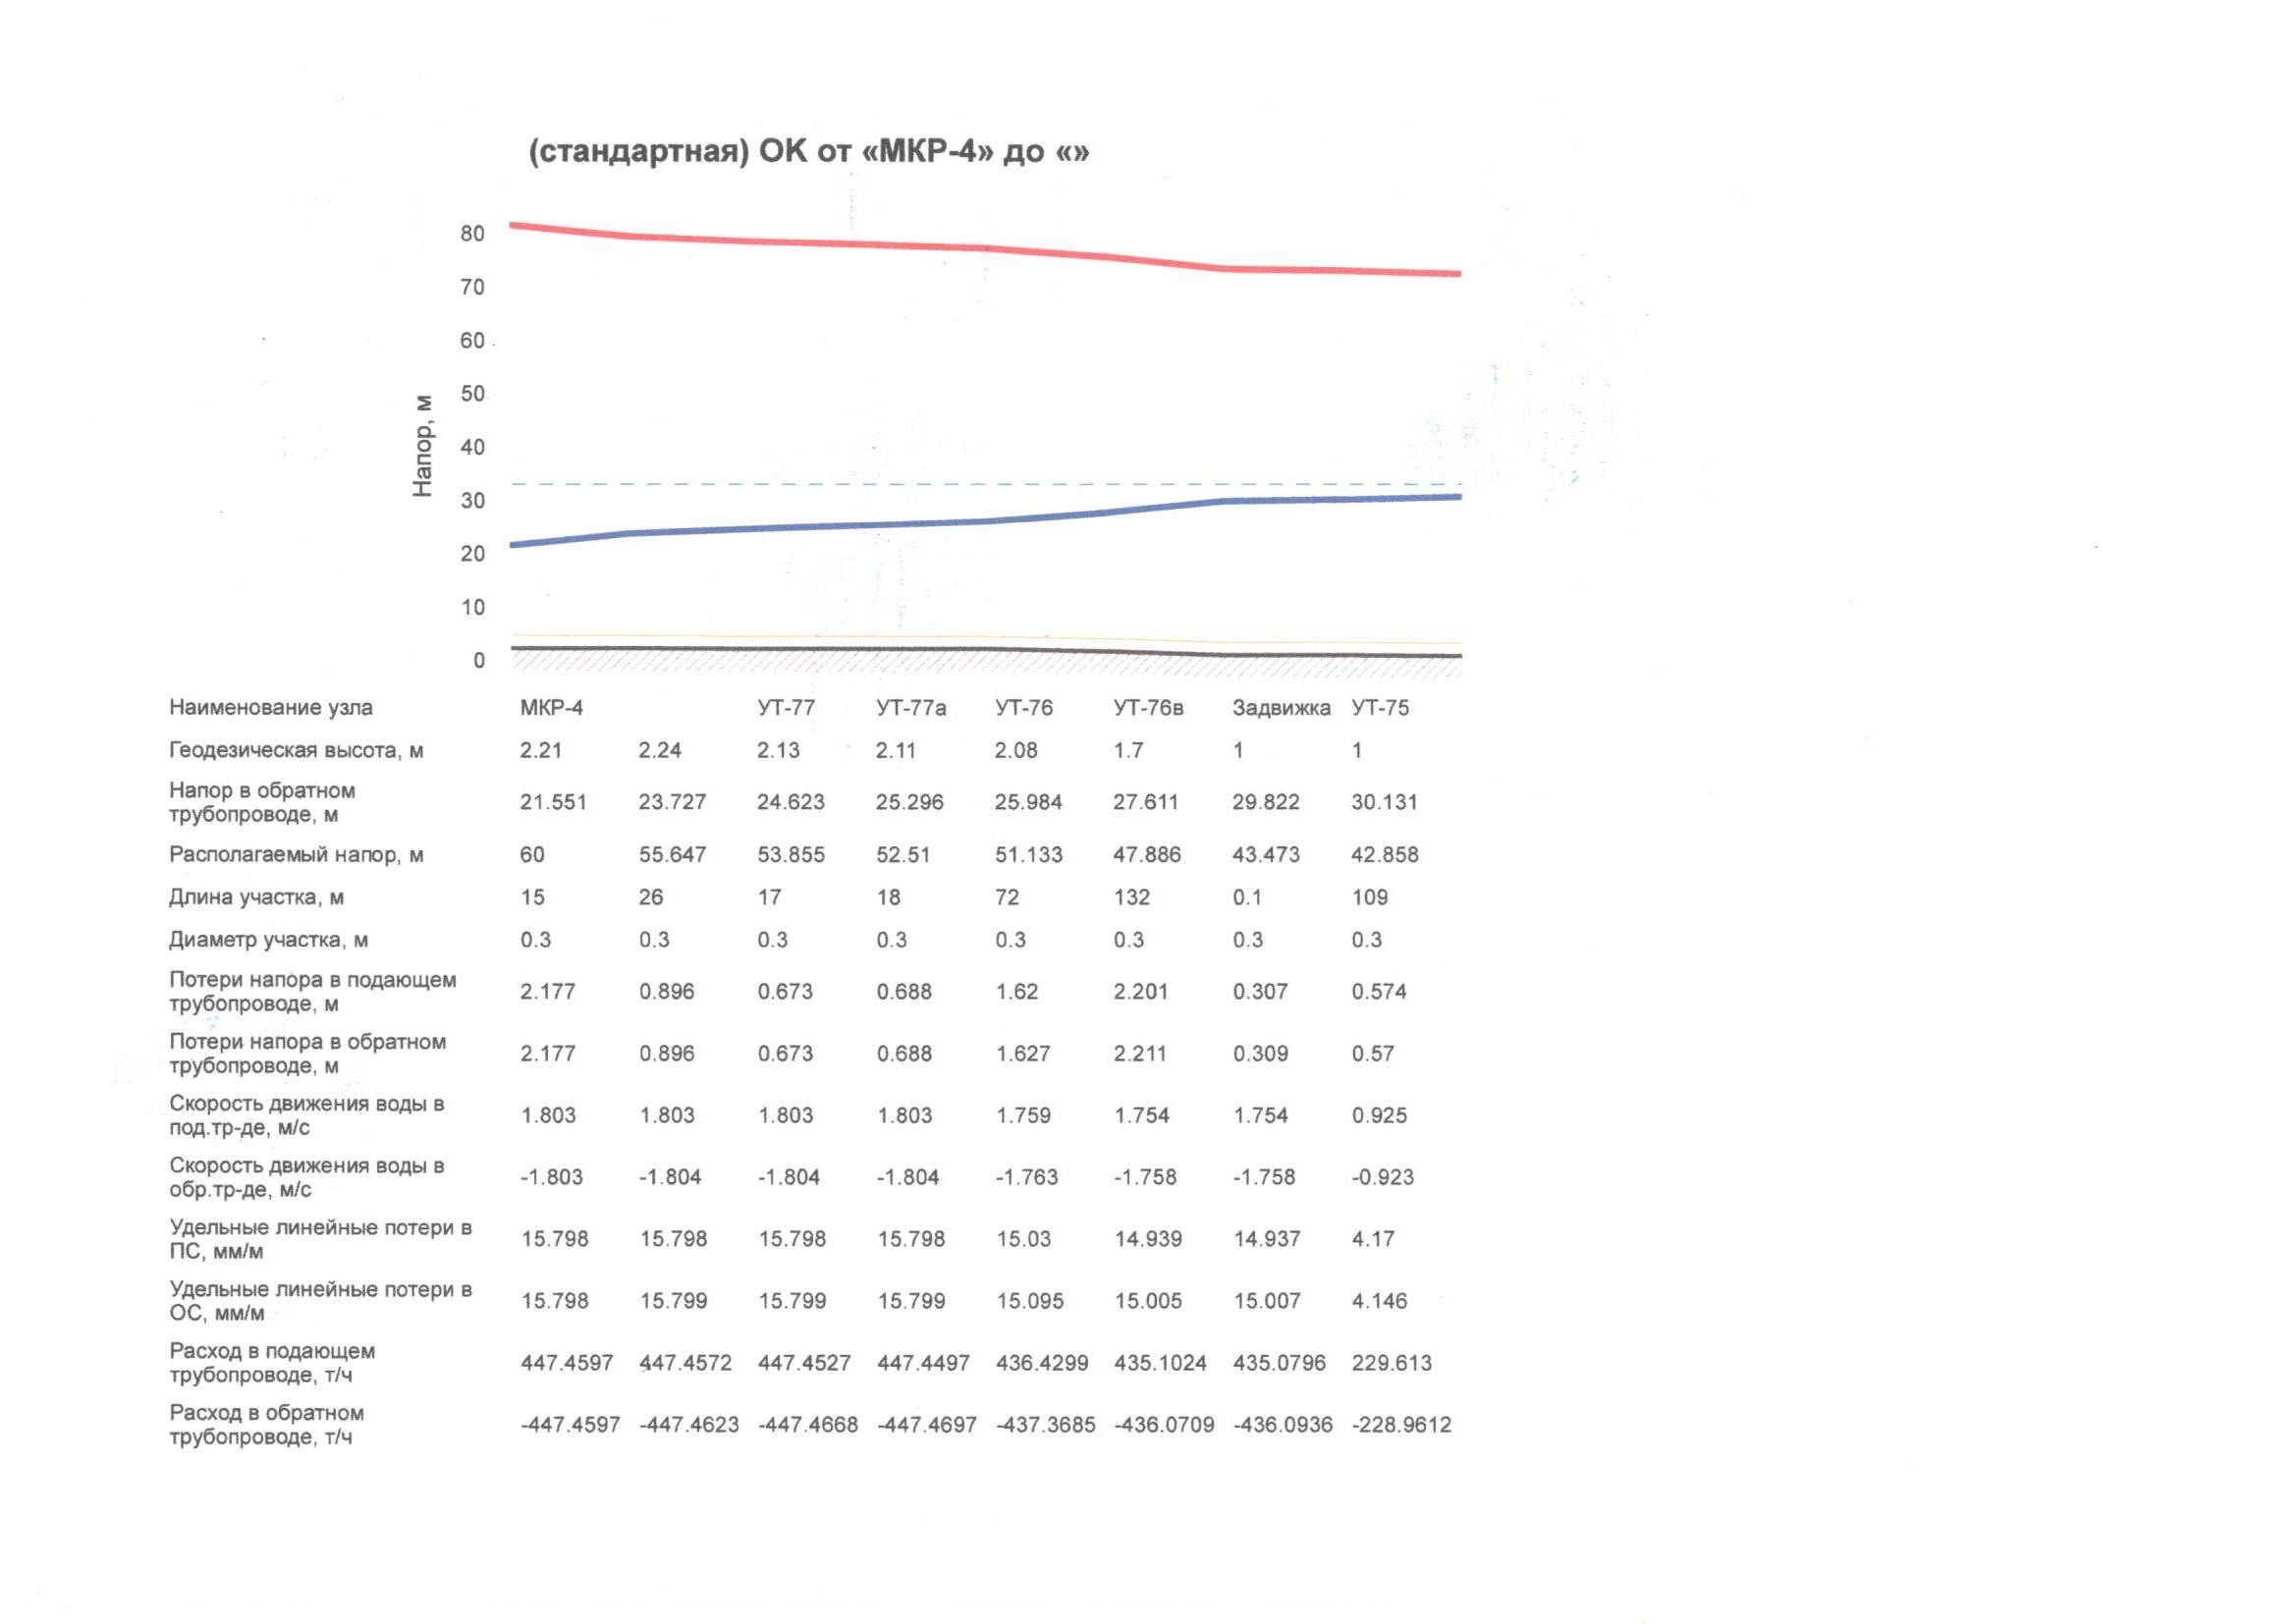 (стандартная) ОК от «МКР-4» до «»
80
70
60
50
40
30
20
10
0
Напор, м
Наименование узла МКР-4 УТ-77 УТ-77а УТ-76 УТ-76в Задвижка УТ-75
Геодезическая высота, м 2.21 2.24 2.13 2.11 2.08 1.7 1 1
Напор в обратном
трубопроводе, м 21.551 23.727 24.623 25.296 25.984 27.611 29.822 30.131
Располагаемый напор, м 60 55.647 53.855 52.51 51.133 47.886 43.473 42.858
Длина участка, м 15 26 17 18 72 132 0.1 109
Диаметр участка, м 0.3 0.3 0.3 0.3 0.3 0.3 0.3 0.3
Потери напора в подающем
трубопроводе, м 2.177 0.896 0.673 0.688 1.62 2.201 0.307 0.574
Потери напора в обратном
трубопроводе, м 2.177 0.896 0.673 0.688 1.627 2.211 0.309 0.57
Скорость движения воды в
под.тр-де, м/с 1.803 1.803 1.803 1.803 1.759 1.754 1.754 0.925
Скорость движения воды в
обр.тр-де, м/с -1.803 -1.804 -1.804 -1.804 -1.763 -1.758 -1.758 -0.923
Удельные линейные потери в
ПС, мм/м 15.798 15.798 15.798 15.798 15.03 14.939 14.937 4.17
Удельные линейные потери в
ОС, мм/м 15.798 15.799 15.799 15.799 15.095 15.005 15.007 4.146
Расход в подающем
трубопроводе, т/ч 447.4597 447.4572 447.4527 447.4497 436.4299 435.1024 435.0796 229.613
Расход в обратном
трубопроводе, т/ч -447.4597 -447.4623 -447.4668 -447.4697 -437.3685 -436.0709 -436.0936 -228.9612